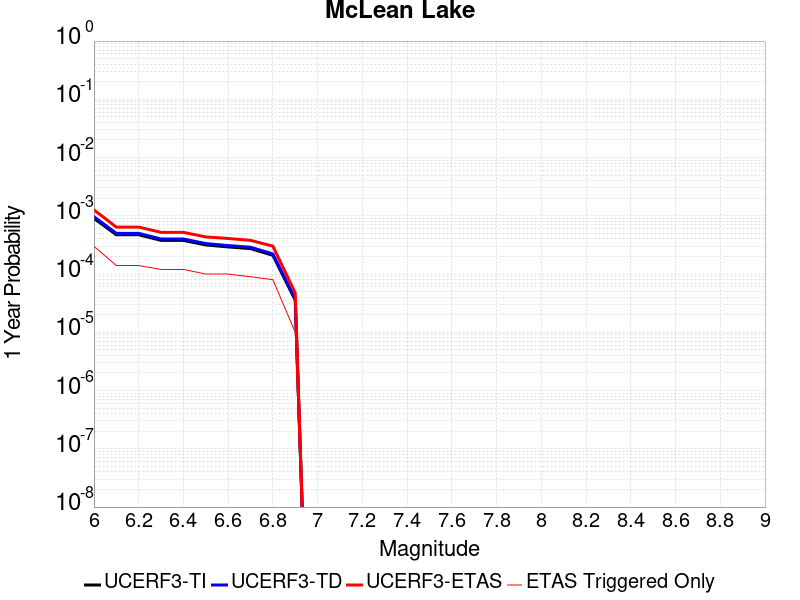 McLean Lake
10^0
10^-1
10^-2
10^-3
10^-4
10^-5
10^-6
10^-7
10^-8
1 Year Probability
6 6.2 6.4 6.6 6.8 7 7.2 7.4 7.6 7.8 8 8.2 8.4 8.6 8.8 9
Magnitude
UCERF3-TI UCERF3-TD UCERF3-ETAS ETAS Triggered Only